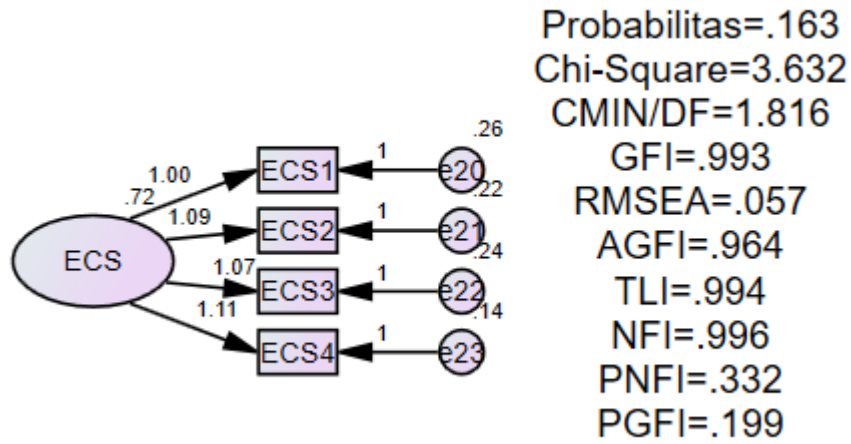 Probabilitas=.163
Chi-Square=3.632
CMIN/DF=1.816
GFI=.993
RMSEA=.057
AGFI=.964
TLI=.994
NFI=.996
PNFI=.332
PGFI=.199
.72
ECS
1.00
1.09
1.07
1.11
ECS1
1
e20
.26
ECS2
1
e21
.22
ECS3
1
e22
.24
ECS4
1
e23
.14